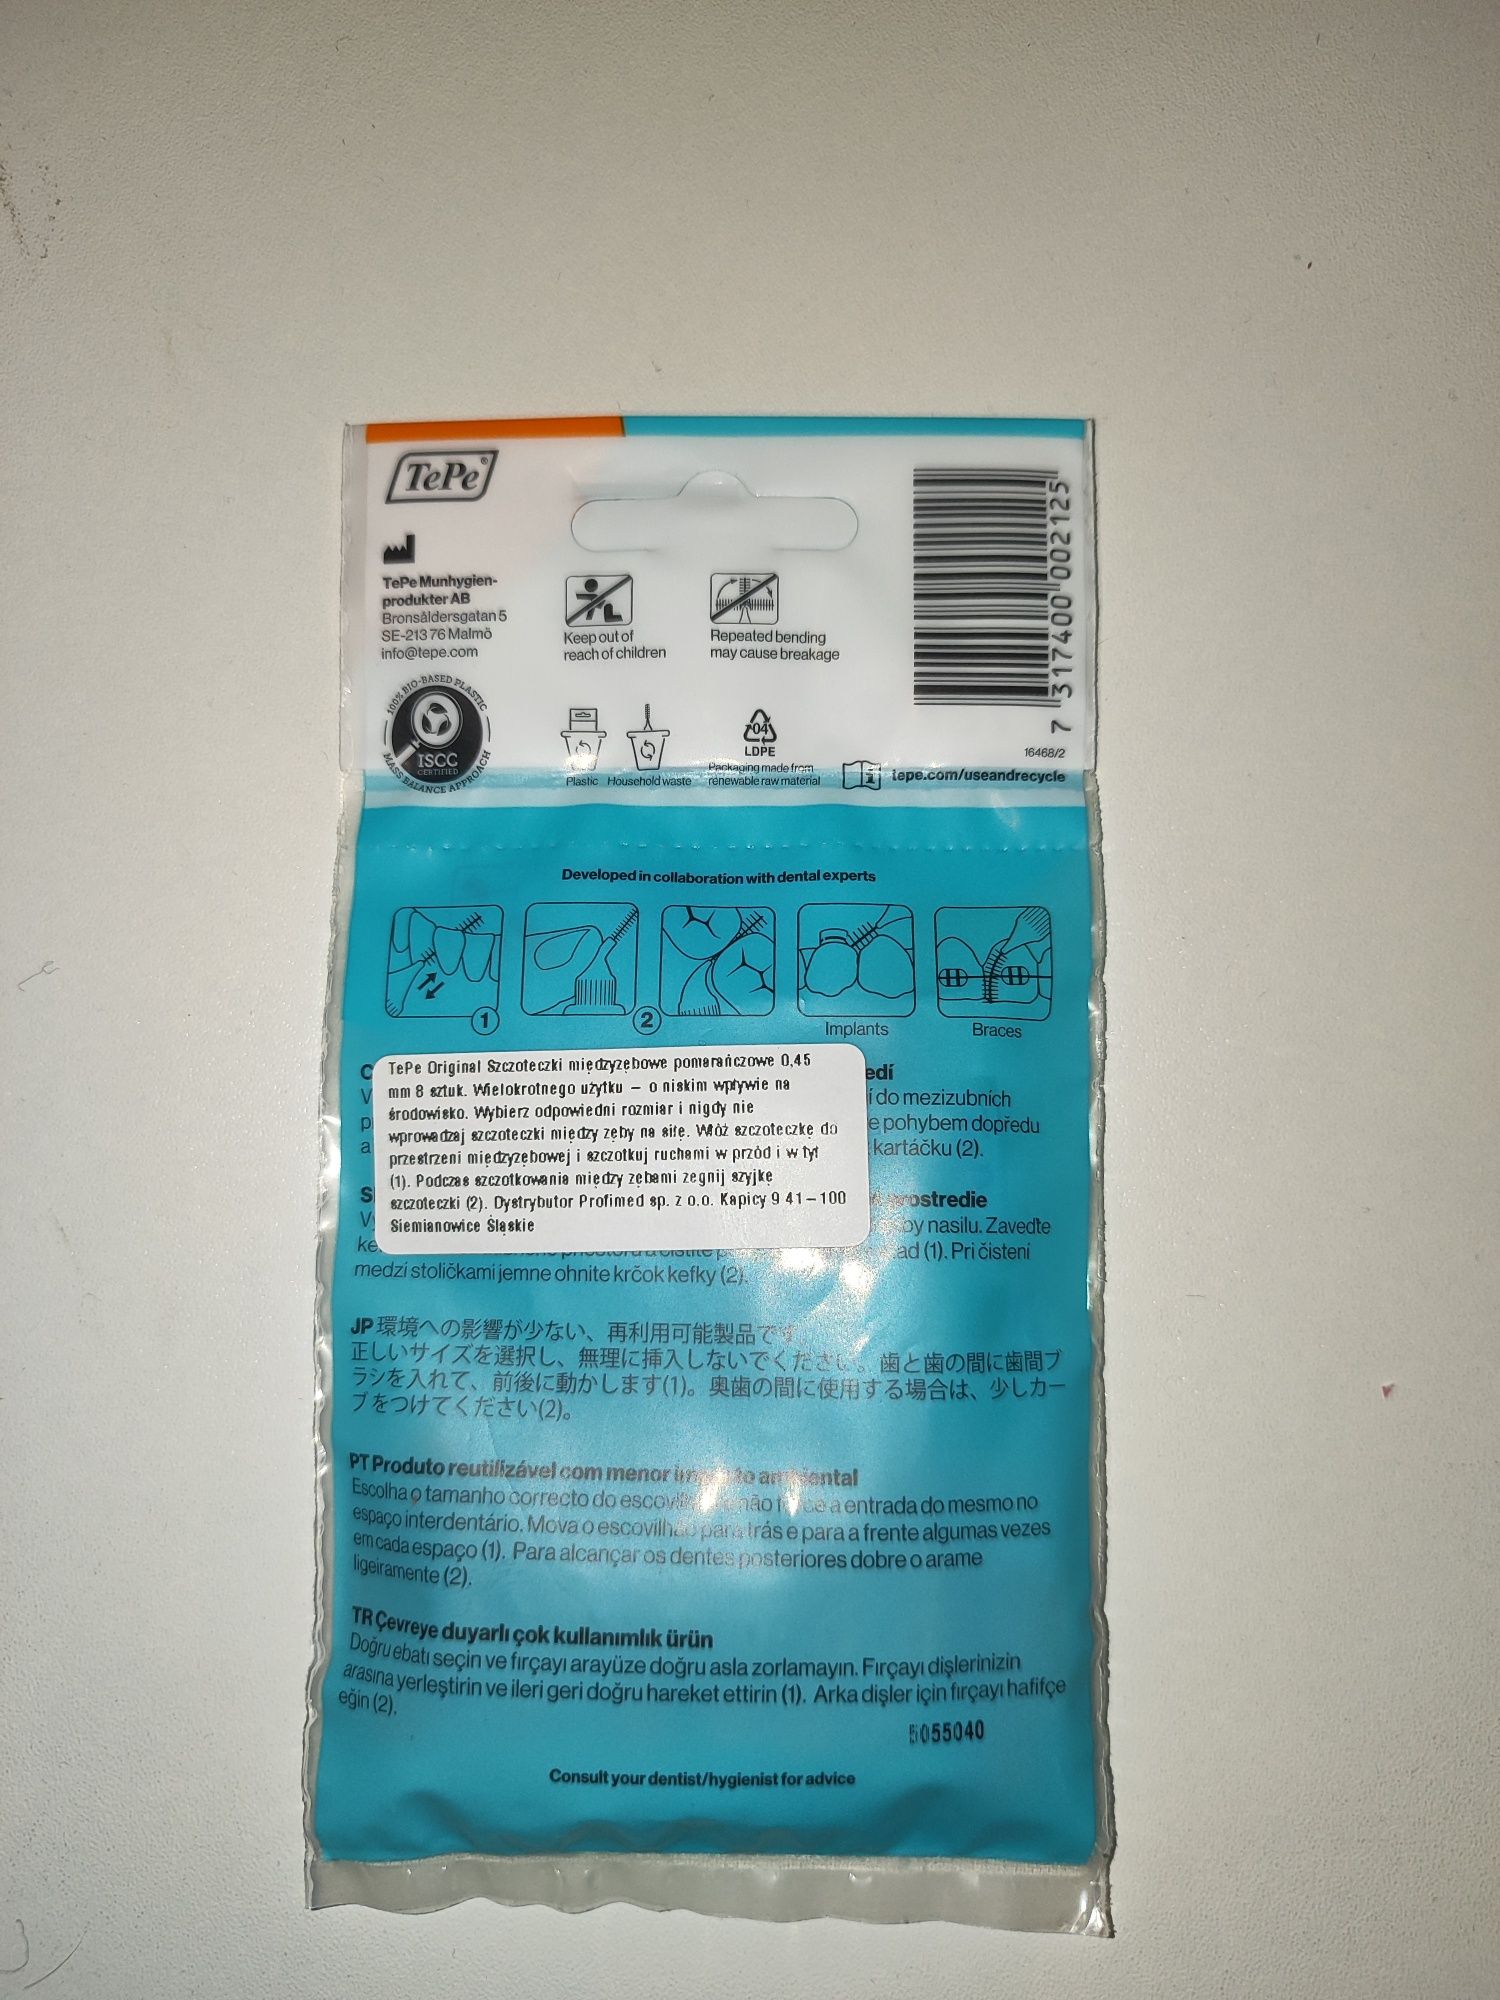 TePe®
TePe Munhygien-
produkter AB
Bronsåldersgatan 5
SE-213 76 Malmö
info@tepe.com
Keep out of
reach of children
Repeated bending
may cause breakage
7 317400 002125
16468/2
100% BIO-BASED PLASTIC
ISCC
CERTIFIED
MASS BALANCE APPROACH
Plastic
Household waste
04
LDPE
Packaging made from
renewable raw material
tepe.com/useandrecycle
Developed in collaboration with dental experts
1
2
Implants
Braces
TePe Original Szczoteczki międzyzębowe pomarańczowe 0,45
mm 8 sztuk. Wielokrotnego użytku – o niskim wpływie na
środowisko. Wybierz odpowiedni rozmiar i nigdy nie
wprowadzaj szczoteczki między zęby na siłę. Włóż szczoteczkę do
przestrzeni międzyzębowej i szczotkuj ruchami w przód i w tył
(1). Podczas szczotkowania między zębami zegnij szyjkę
szczoteczki (2). Dystrybutor Profimed sp. z o.o. Kapicy 9 41–100
Siemianowice Śląskie
do mezizubních
pohybem dopředu
kartáčku (2).
prostredie
nasilu. Zaveďte
(1). Pri čistení
medzi stoličkami jemne ohnite krčok kefky (2).
JP 環境への影響が少ない、再利用可能製品です
正しいサイズを選択し、無理に挿入しないでください。歯と歯の間に歯間ブ
ラシを入れて、前後に動かします(1)。奥歯の間に使用する場合は、少しカー
ブをつけてください(2)。
PT Produto reutilizável com menor ambiental
Escolha o tamanho correcto do não a entrada do mesmo no
espaço interdentário. Mova o escovilhão para trás e para a frente algumas vezes
em cada espaço (1). Para alcançar os dentes posteriores dobre o arame
ligeiramente (2).
TR Çevreye duyarlı çok kullanımlık ürün
Doğru ebatı seçin ve fırçayı arayüze doğru asla zorlamayın. Fırçayı dişlerinizin
arasına yerleştirin ve ileri geri doğru hareket ettirin (1). Arka dişler için fırçayı hafifçe
eğin (2).
5055040
Consult your dentist/hygienist for advice